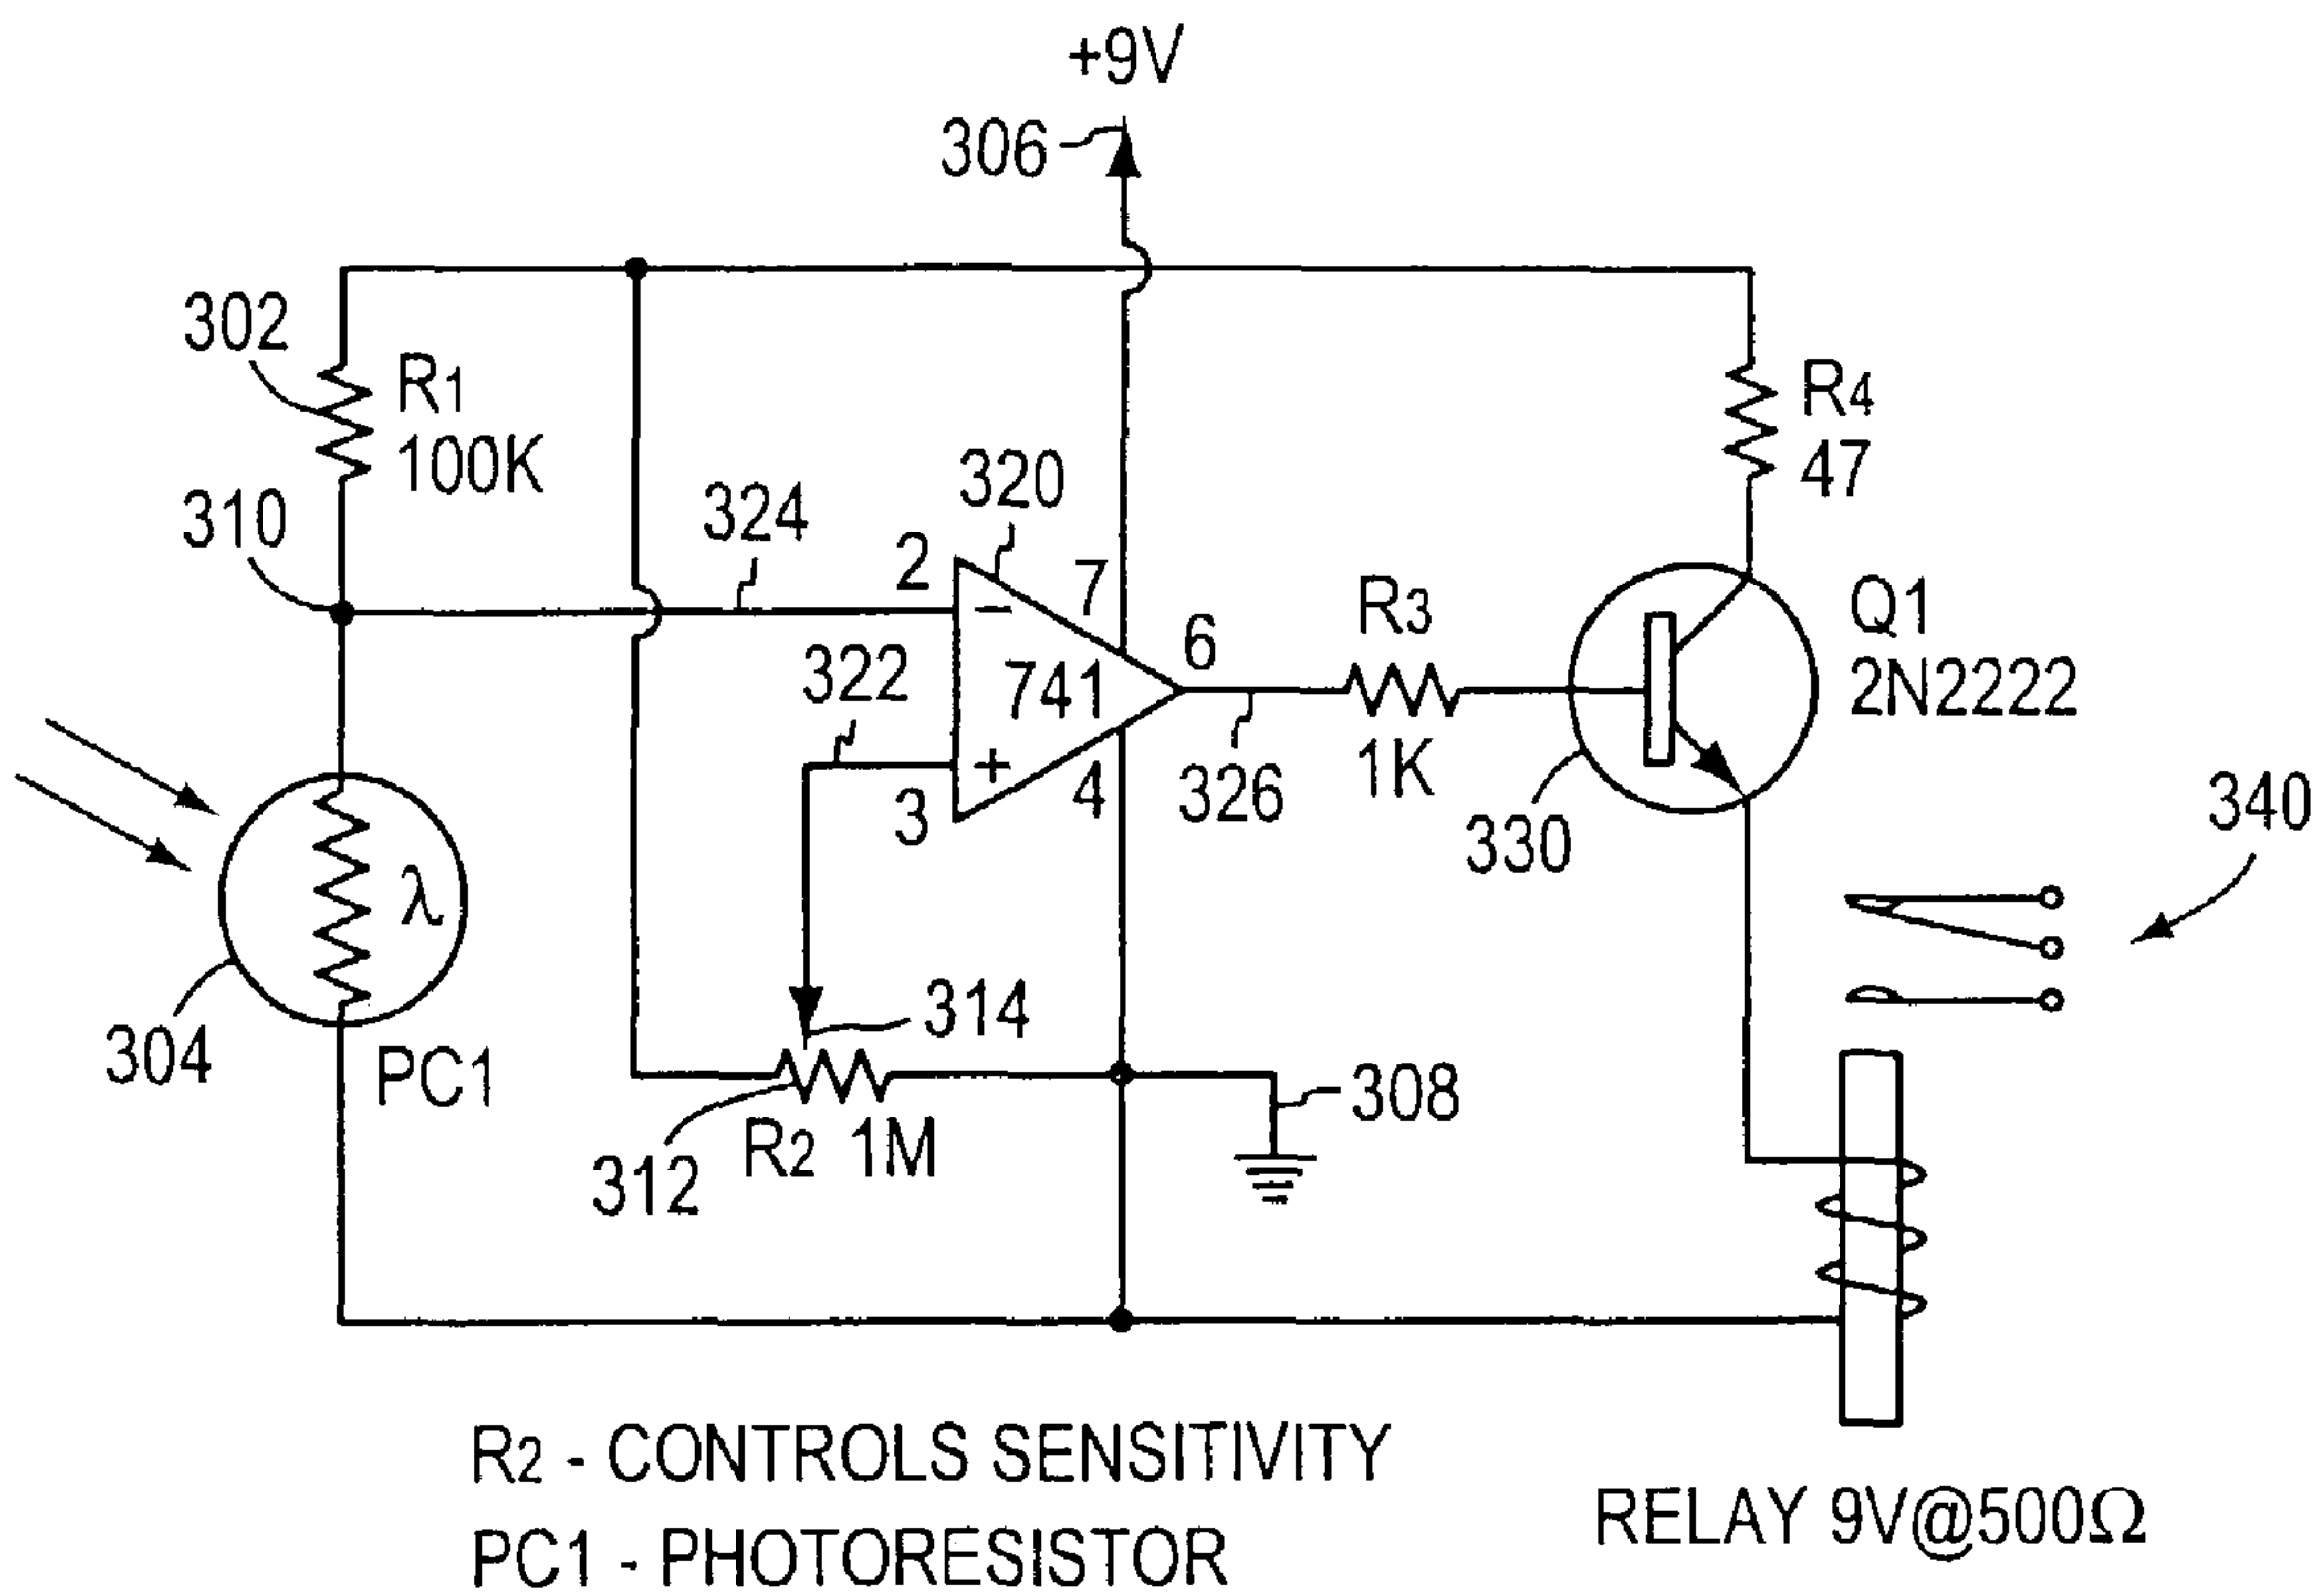 +9V
306
302
R1
100K
310
324
320
2
7
–
6
R3
1K
R4
47
Q1
2N2222
322
741
+
3
4
326
330
340
λ
304
PC1
314
308
R2 1M
312
R2 - CONTROLS SENSITIVITY
PC1 - PHOTORESISTOR
RELAY 9V@500Ω